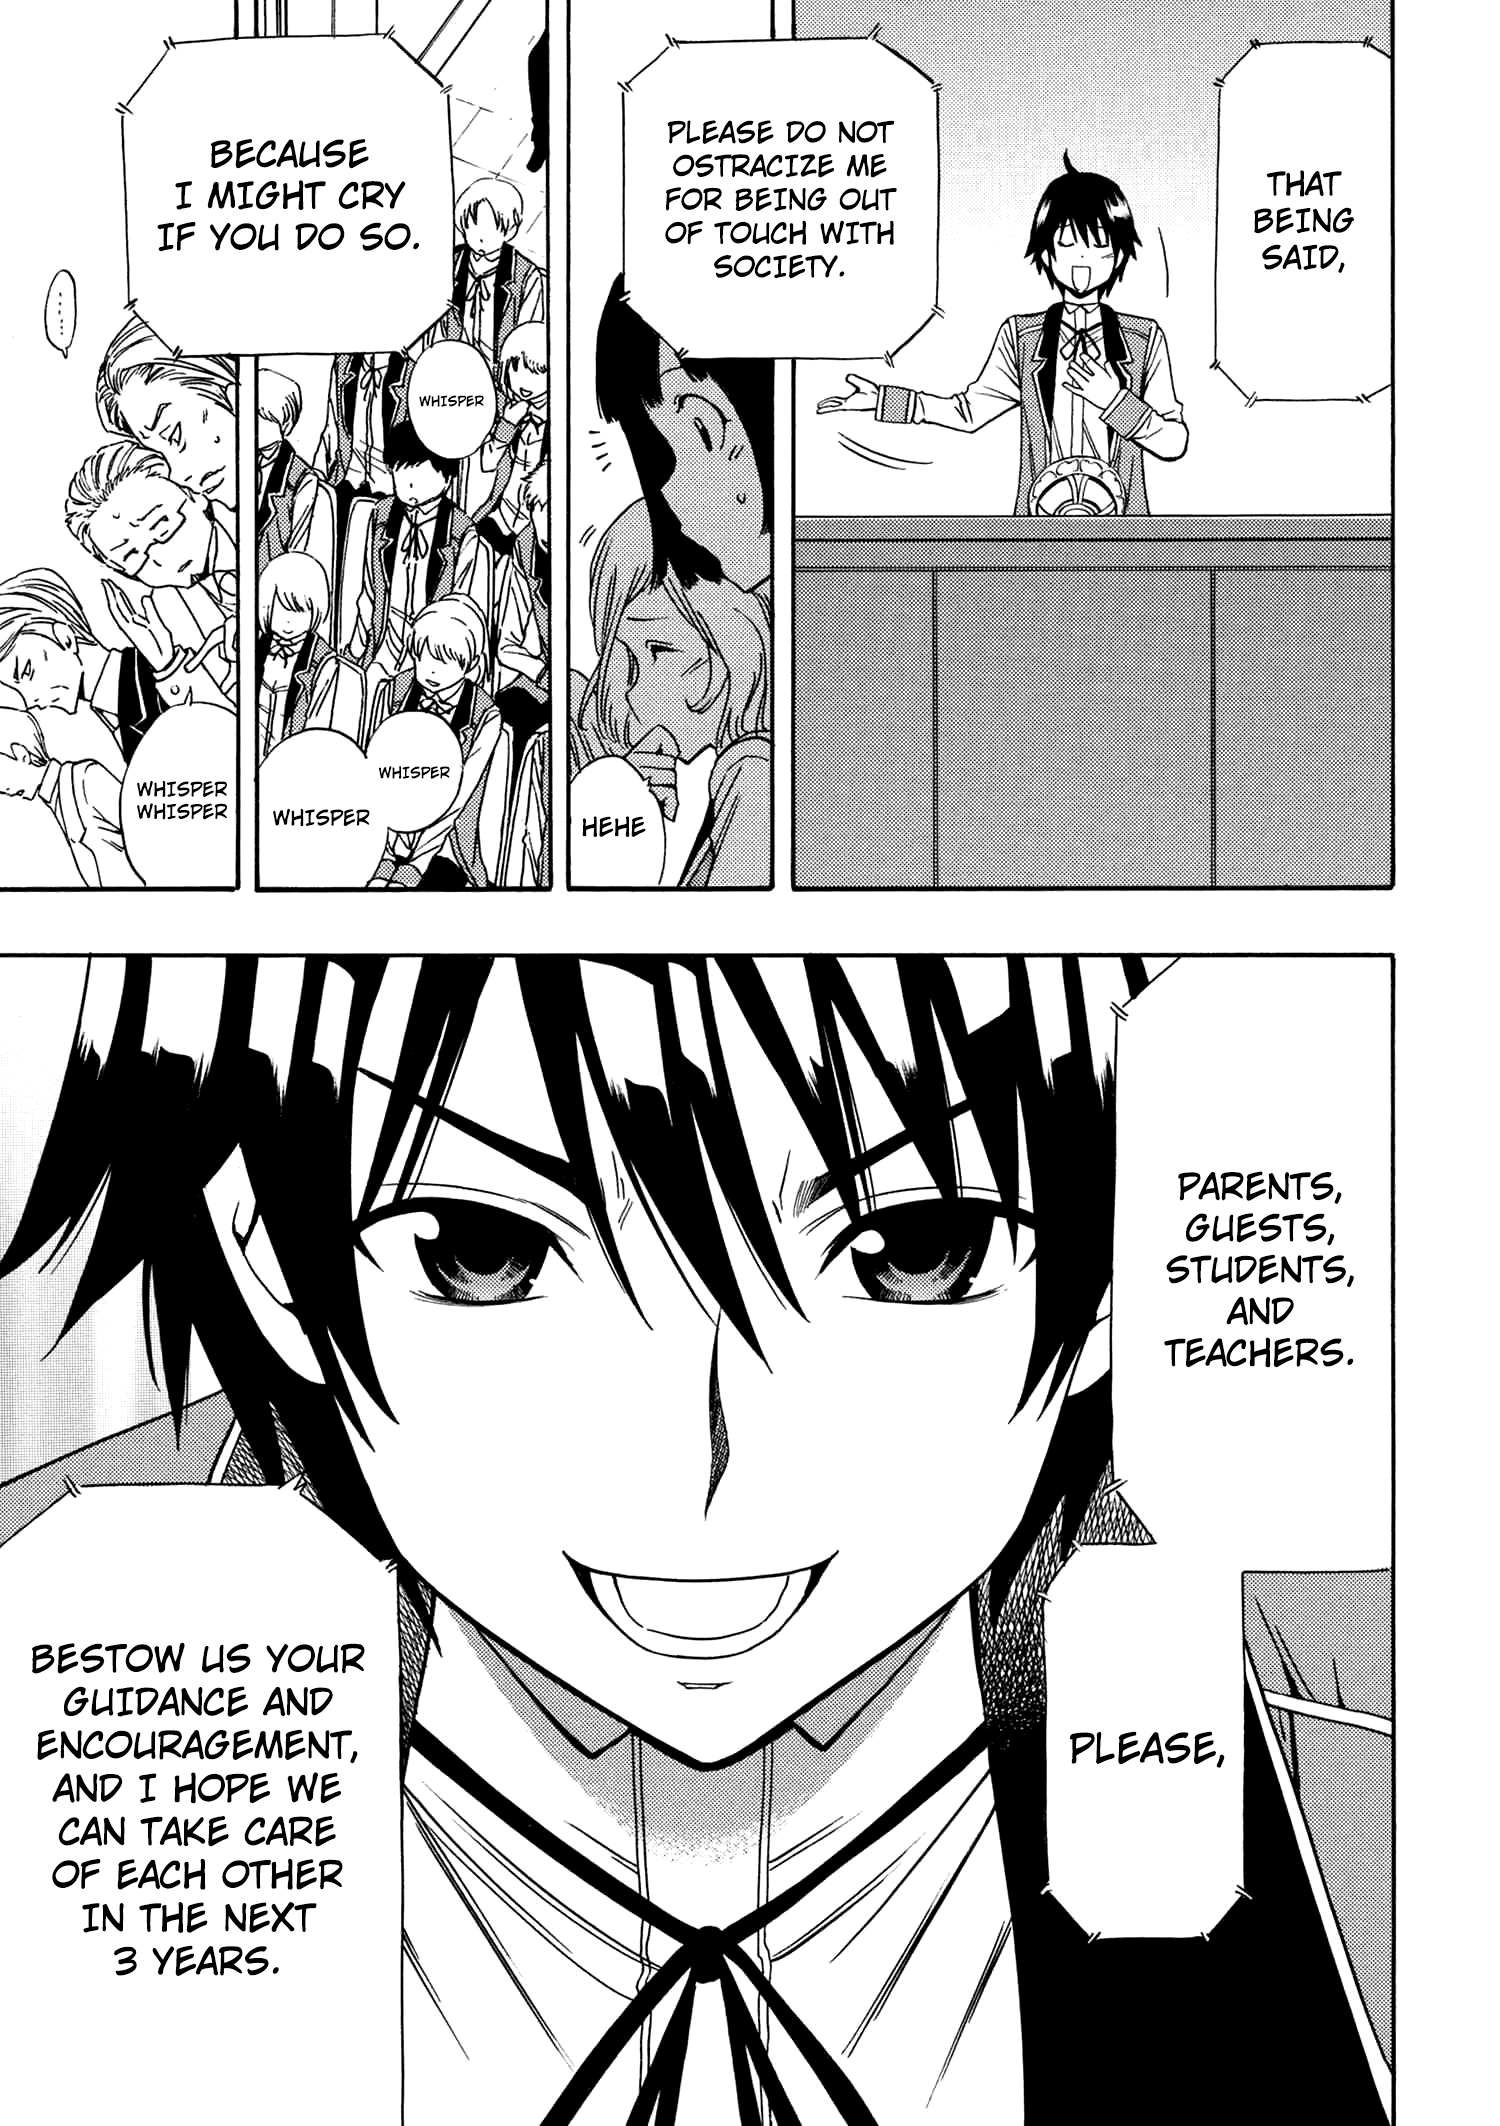 THAT
BEING
SAID,
PLEASE DO NOT
OSTRACIZE ME
FOR BEING OUT
OF TOUCH WITH
SOCIETY.
HEHE
BECAUSE
I MIGHT CRY
IF YOU DO SO.
WHISPER
WHISPER
WHISPER
......
WHISPER
WHISPER
PARENTS,
GUESTS,
STUDENTS,
AND
TEACHERS.
PLEASE,
BESTOW US YOUR
GUIDANCE AND
ENCOURAGEMENT,
AND I HOPE WE
CAN TAKE CARE
OF EACH OTHER
IN THE NEXT
3 YEARS.